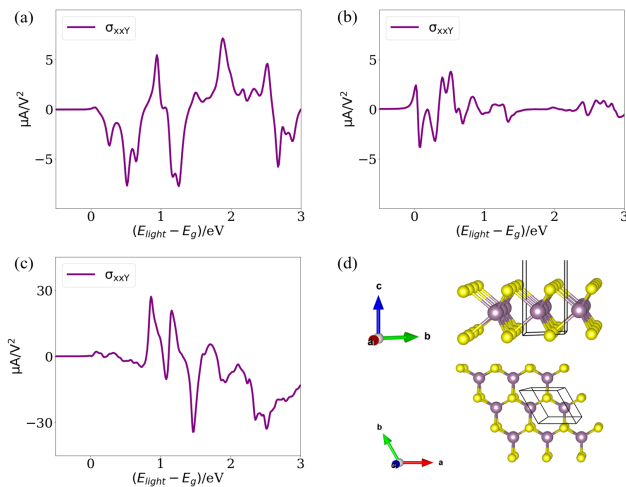 (a)
σxxY
μA/V²
5
0
−5
0
1
2
3
(Elight − Eg)/eV
(b)
σxxY
μA/V²
5
0
−5
0
1
2
3
(Elight − Eg)/eV
(c)
σxxY
μA/V²
30
0
−30
0
1
2
3
(Elight − Eg)/eV
(d)
c
b
a
b
a